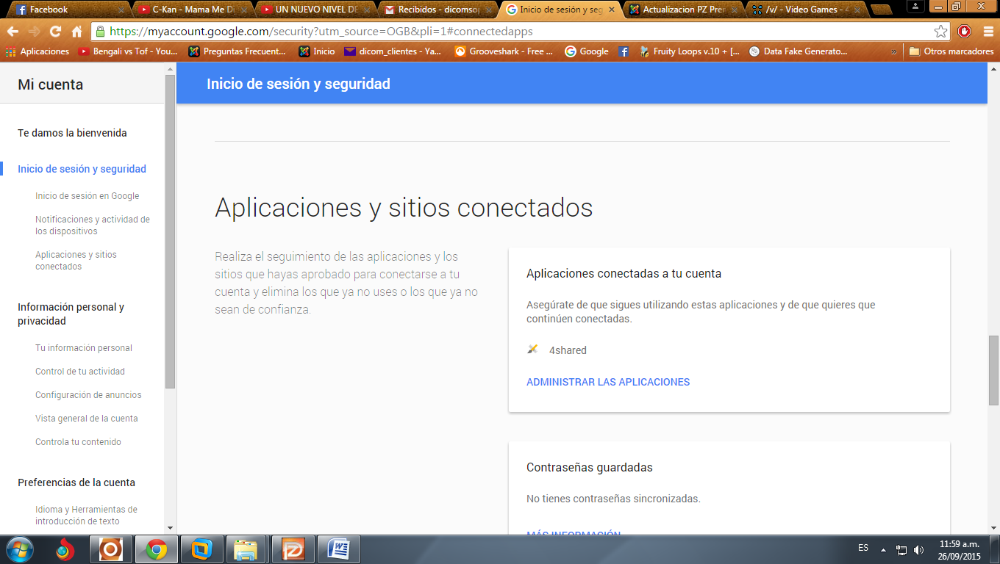 Facebook
C-Kan - Mama Me D
UN NUEVO NIVEL DE
Recibidos - dicomsop
Inicio de sesión y seg
Actualizacion PZ Pren
/v/ - Video Games - 4
https://myaccount.google.com/security?utm_source=OGB&pli=1#connectedapps
Aplicaciones
Bengali vs Tof - You...
Preguntas Frecuent...
Inicio
dicom_clientes - Ya...
Grooveshark - Free ...
Google
Fruity Loops v.10 + [...
Data Fake Generato...
»
Otros marcadores
Mi cuenta
Te damos la bienvenida
Inicio de sesión y seguridad
Inicio de sesión en Google
Notificaciones y actividad de
los dispositivos
Aplicaciones y sitios
conectados
Información personal y
privacidad
Tu información personal
Control de tu actividad
Configuración de anuncios
Vista general de la cuenta
Controla tu contenido
Preferencias de la cuenta
Idioma y Herramientas de
introducción de texto
Inicio de sesión y seguridad
Aplicaciones y sitios conectados
Realiza el seguimiento de las aplicaciones y los
sitios que hayas aprobado para conectarse a tu
cuenta y elimina los que ya no uses o los que ya no
sean de confianza.
Aplicaciones conectadas a tu cuenta
Asegúrate de que sigues utilizando estas aplicaciones y de que quieres que
continúen conectadas.
4shared
ADMINISTRAR LAS APLICACIONES
Contraseñas guardadas
No tienes contraseñas sincronizadas.
MÁS INFORMACIÓN
ES
11:59 a.m.
26/09/2015